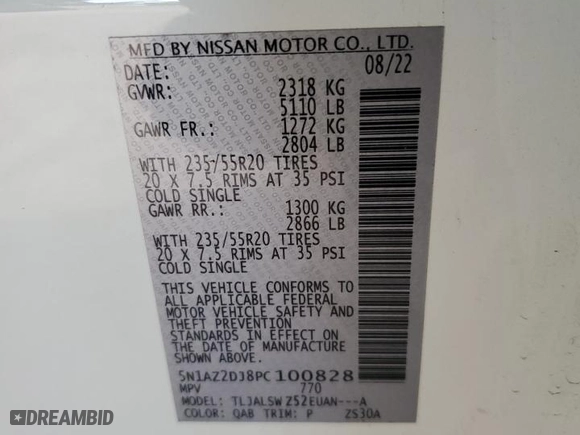 MFD BY NISSAN MOTOR CO., LTD.
DATE: 08/22
GVWR: 2318 KG
5110 LB
GAWR FR.: 1272 KG
2804 LB
WITH 235/55R20 TIRES
20 X 7.5 RIMS AT 35 PSI
COLD SINGLE
GAWR RR.: 1300 KG
2866 LB
WITH 235/55R20 TIRES
20 X 7.5 RIMS AT 35 PSI
COLD SINGLE
THIS VEHICLE CONFORMS TO
ALL APPLICABLE FEDERAL
MOTOR VEHICLE SAFETY AND
THEFT PREVENTION
STANDARDS IN EFFECT ON
THE DATE OF MANUFACTURE
SHOWN ABOVE.
5N1AZ2DJ8PC100828
MPV 770
MODEL: TLJALSWZ52EUAN---A
COLOR: QAB TRIM: P ZS30A
DREAMBID